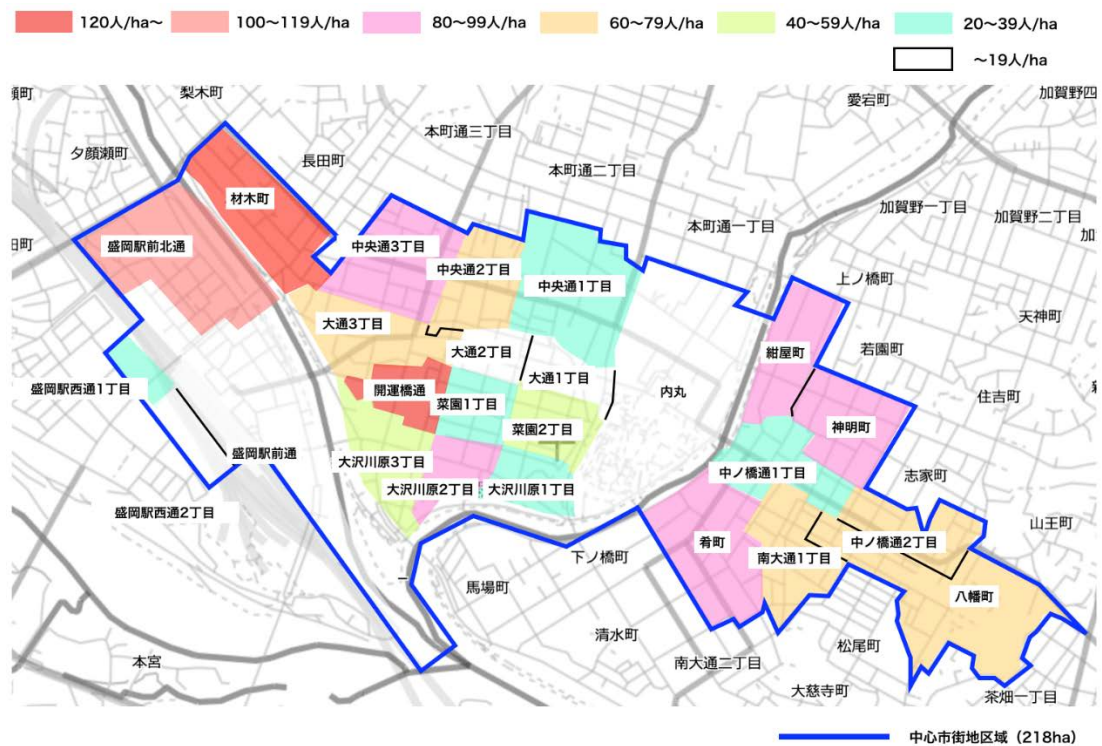 120人/ha〜
100〜119人/ha
80〜99人/ha
60〜79人/ha
40〜59人/ha
20〜39人/ha
〜19人/ha
梨木町
愛宕町
加賀野四
本町通三丁目
夕顔瀬町
長田町
本町通二丁目
材木町
加賀野一丁目
加賀野二丁目
本町通一丁目
盛岡駅前北通
中央通3丁目
中央通2丁目
中央通1丁目
上ノ橋町
天神町
大通3丁目
大通2丁目
紺屋町
若園町
大通1丁目
盛岡駅西通1丁目
開運橋通
菜園1丁目
内丸
住吉町
菜園2丁目
神明町
盛岡駅前通
大沢川原3丁目
中ノ橋通1丁目
志家町
大沢川原2丁目
大沢川原1丁目
盛岡駅西通2丁目
山王町
肴町
中ノ橋通2丁目
下ノ橋町
南大通1丁目
馬場町
八幡町
清水町
松尾町
本宮
南大通二丁目
大慈寺町
茶畑一丁目
中心市街地区域（218ha）